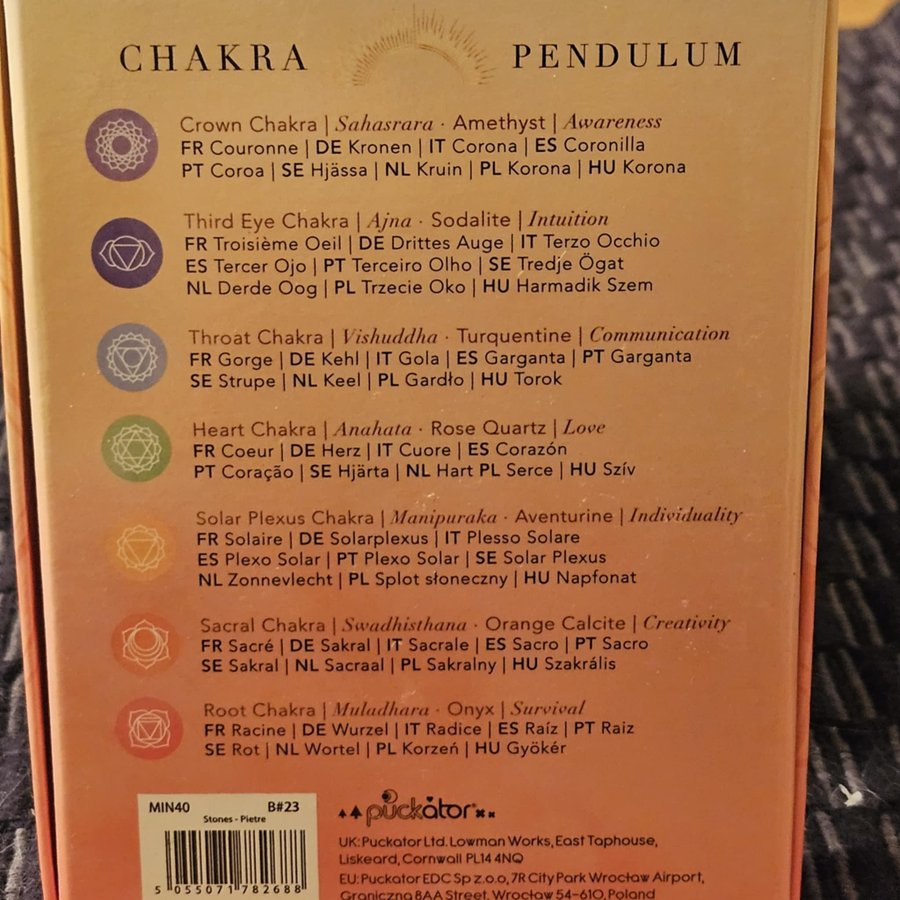 CHAKRA PENDULUM
Crown Chakra | Sahasrara · Amethyst | Awareness
FR Couronne | DE Kronen | IT Corona | ES Coronilla
PT Coroa | SE Hjässa | NL Kruin | PL Korona | HU Korona
Third Eye Chakra | Ajna · Sodalite | Intuition
FR Troisième Oeil | DE Drittes Auge | IT Terzo Occhio
ES Tercer Ojo | PT Terceiro Olho | SE Tredje Ögat
NL Derde Oog | PL Trzecie Oko | HU Harmadik Szem
Throat Chakra | Vishuddha · Turquentine | Communication
FR Gorge | DE Kehl | IT Gola | ES Garganta | PT Garganta
SE Strupe | NL Keel | PL Gardło | HU Torok
Heart Chakra | Anahata · Rose Quartz | Love
FR Coeur | DE Herz | IT Cuore | ES Corazón
PT Coração | SE Hjärta | NL Hart PL Serce | HU Szív
Solar Plexus Chakra | Manipuraka · Aventurine | Individuality
FR Solaire | DE Solarplexus | IT Plesso Solare
ES Plexo Solar | PT Plexo Solar | SE Solar Plexus
NL Zonnevlecht | PL Splot słoneczny | HU Napfonat
Sacral Chakra | Swadhisthana · Orange Calcite | Creativity
FR Sacré | DE Sakral | IT Sacrale | ES Sacro | PT Sacro
SE Sakral | NL Sacraal | PL Sakralny | HU Szakrális
Root Chakra | Muladhara · Onyx | Survival
FR Racine | DE Wurzel | IT Radice | ES Raíz | PT Raiz
SE Rot | NL Wortel | PL Korzeń | HU Gyökér
MIN40 B#23
Stones - Pietre
5 055071 782688
puckator
UK: Puckator Ltd. Lowman Works, East Taphouse,
Liskeard, Cornwall PL14 4NQ
EU: Puckator EDC Sp z.o.o, 7R City Park Wrocław Airport,
Graniczna 8AA Street, Wrocław 54-610, Poland